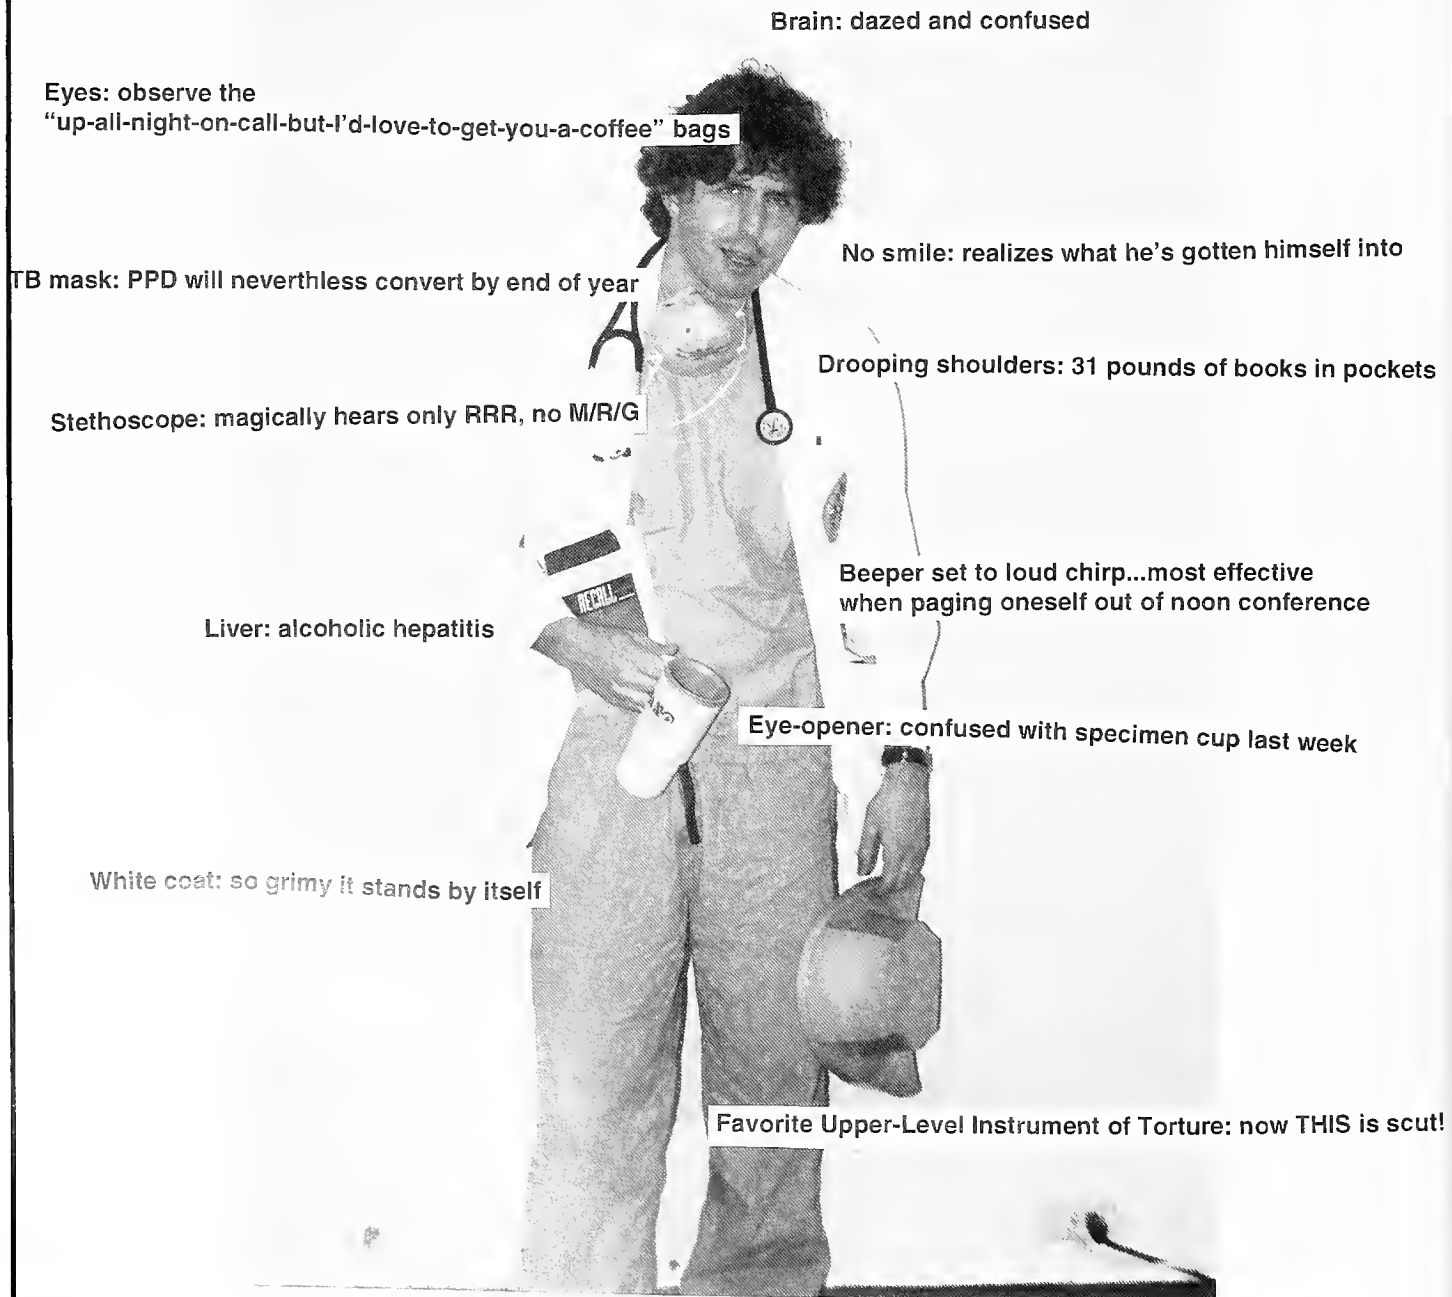 Brain: dazed and confused
Eyes: observe the
“up-all-night-on-call-but-I’d-love-to-get-you-a-coffee” bags
No smile: realizes what he’s gotten himself into
TB mask: PPD will neverthless convert by end of year
Drooping shoulders: 31 pounds of books in pockets
Stethoscope: magically hears only RRR, no M/R/G
RECALL
Beeper set to loud chirp...most effective
when paging oneself out of noon conference
Liver: alcoholic hepatitis
Eye-opener: confused with specimen cup last week
White coat: so grimy it stands by itself
Favorite Upper-Level Instrument of Torture: now THIS is scut!